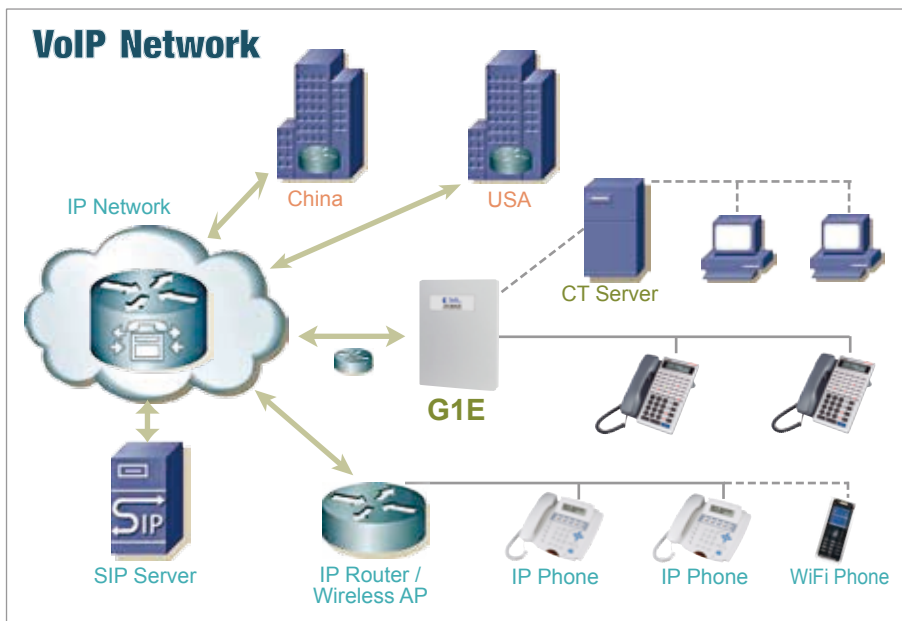 VoIP Network
China
USA
IP Network
CT Server
G1E
SIP
SIP Server
IP Router /
Wireless AP
IP Phone
IP Phone
WiFi Phone